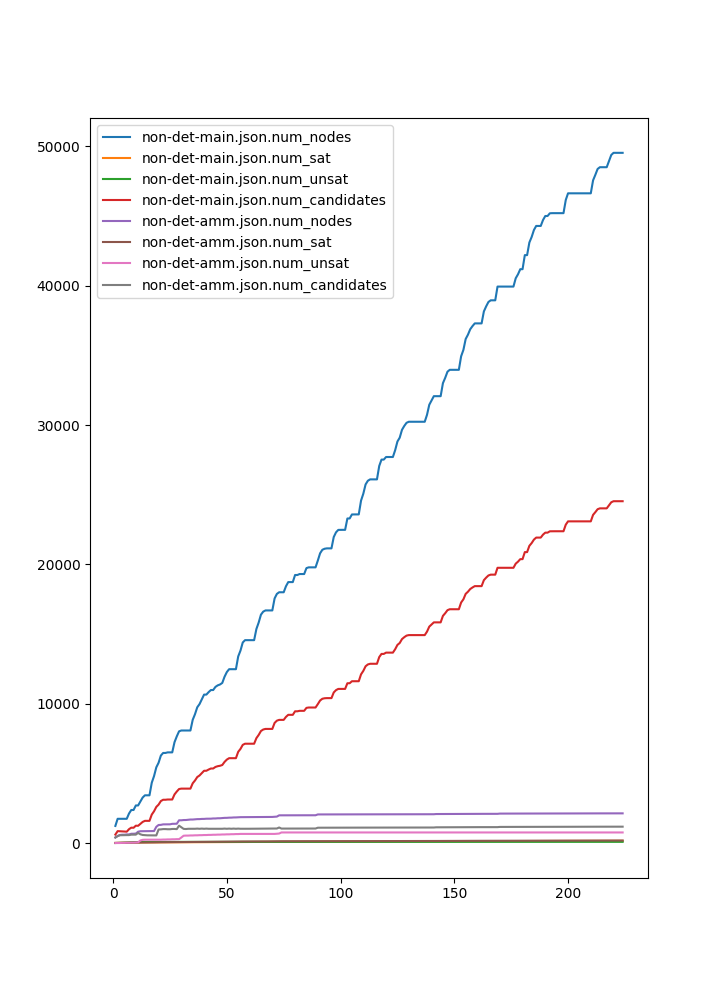 non-det-main.json.num_nodes
non-det-main.json.num_sat
non-det-main.json.num_unsat
non-det-main.json.num_candidates
non-det-amm.json.num_nodes
non-det-amm.json.num_sat
non-det-amm.json.num_unsat
non-det-amm.json.num_candidates
50000
40000
30000
20000
10000
0
0 50 100 150 200